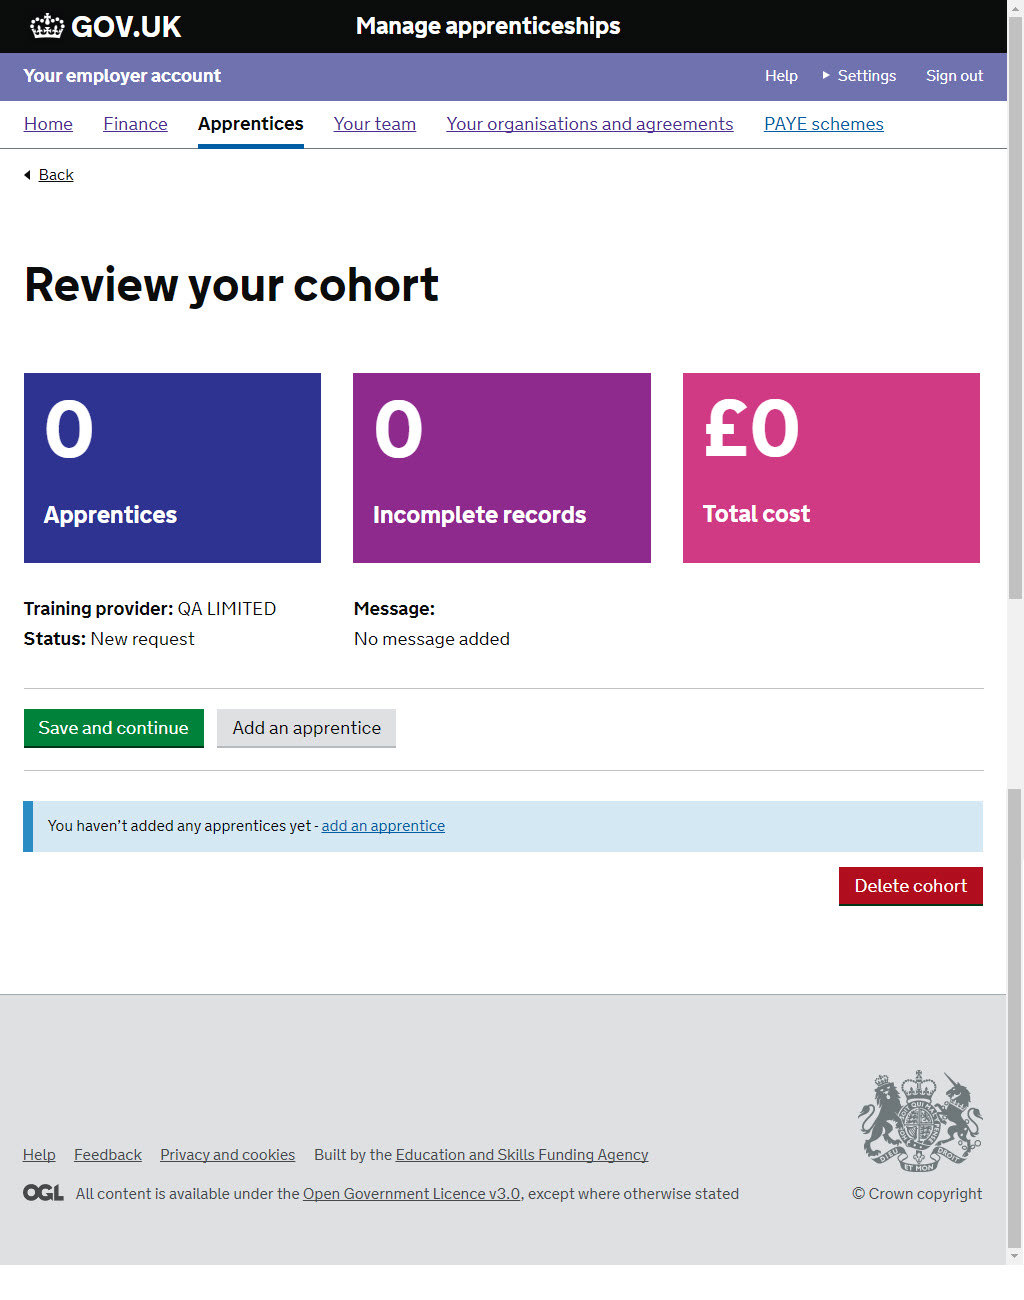 GOV.UK Manage apprenticeships
Your employer account Help Settings Sign out
Home Finance Apprentices Your team Your organisations and agreements PAYE schemes
Back
Review your cohort
0 0 £0
Apprentices Incomplete records Total cost
Training provider: QA LIMITED Message:
Status: New request No message added
Save and continue Add an apprentice
You haven't added any apprentices yet - add an apprentice
Delete cohort
Help Feedback Privacy and cookies Built by the Education and Skills Funding Agency
OGL All content is available under the Open Government Licence v3.0, except where otherwise stated © Crown copyright